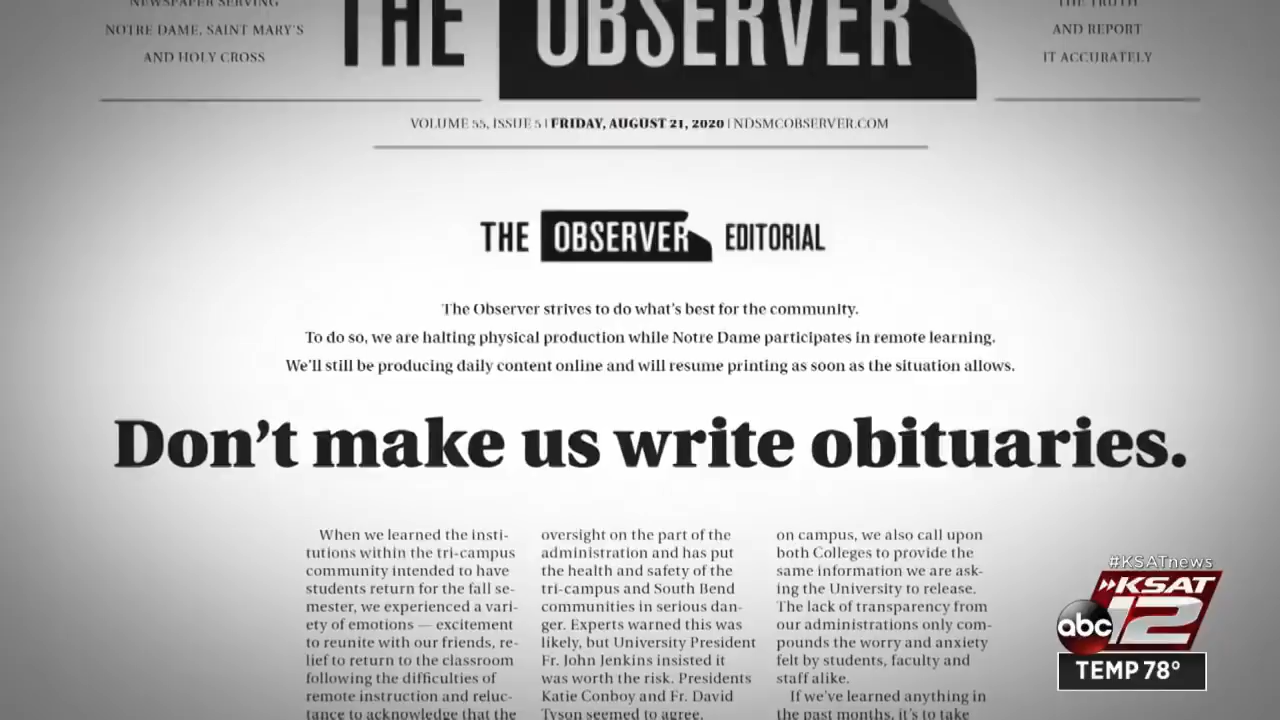 NEWSPAPER SERVING
NOTRE DAME, SAINT MARY'S
AND HOLY CROSS
THE OBSERVER
THE TRUTH
AND REPORT
IT ACCURATELY
VOLUME 55, ISSUE 5 | FRIDAY, AUGUST 21, 2020 | NDSMCOBSERVER.COM
THE OBSERVER EDITORIAL
The Observer strives to do what's best for the community.
To do so, we are halting physical production while Notre Dame participates in remote learning.
We'll still be producing daily content online and will resume printing as soon as the situation allows.
Don't make us write obituaries.
When we learned the insti-
tutions within the tri-campus
community intended to have
students return for the fall se-
mester, we experienced a vari-
ety of emotions — excitement
to reunite with our friends, re-
lief to return to the classroom
following the difficulties of
remote instruction and reluc-
tance to acknowledge that the
oversight on the part of the
administration and has put
the health and safety of the
tri-campus and South Bend
communities in serious dan-
ger. Experts warned this was
likely, but University President
Fr. John Jenkins insisted it
was worth the risk. Presidents
Katie Conboy and Fr. David
Tyson seemed to agree.
on campus, we also call upon
both Colleges to provide the
same information we are ask-
ing the University to release.
The lack of transparency from
our administrations only com-
pounds the worry and anxiety
felt by students, faculty and
staff alike.
If we've learned anything in
the past months, it's to take
#KSATnews
KSAT
abc 12
TEMP 78°